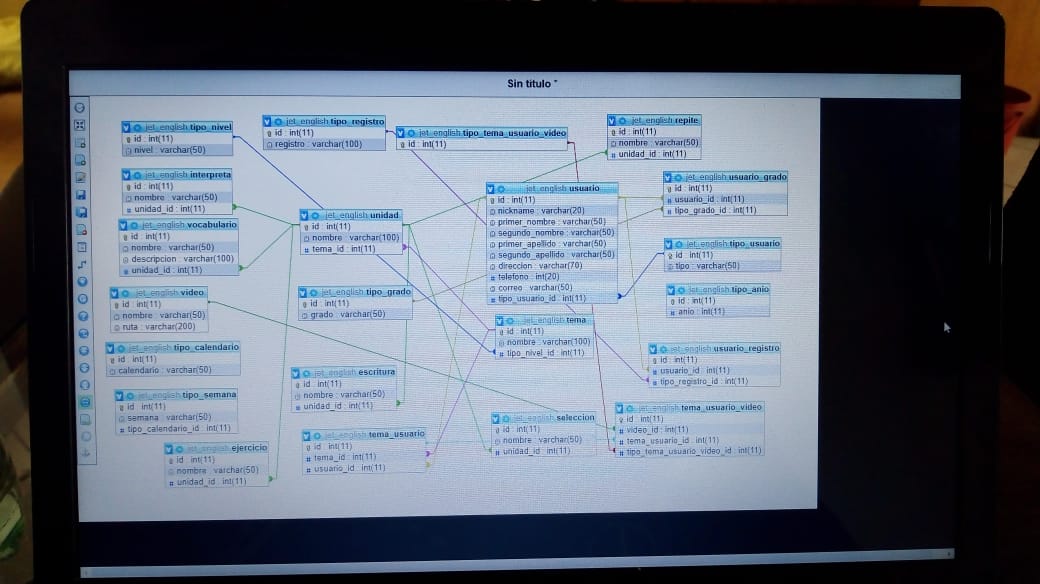 Sin título *
jet_english tipo_nivel
id : int(11)
nivel : varchar(50)
jet_english tipo_registro
id : int(11)
registro : varchar(100)
jet_english tipo_tema_usuario_video
id : int(11)
jet_english repite
id : int(11)
nombre : varchar(50)
unidad_id : int(11)
jet_english interpreta
id : int(11)
nombre : varchar(50)
unidad_id : int(11)
jet_english usuario
id : int(11)
nickname : varchar(20)
primer_nombre : varchar(50)
segundo_nombre : varchar(50)
primer_apellido : varchar(50)
segundo_apellido : varchar(50)
direccion : varchar(70)
telefono : int(20)
correo : varchar(50)
tipo_usuario_id : int(11)
jet_english usuario_grado
id : int(11)
usuario_id : int(11)
tipo_grado_id : int(11)
jet_english vocabulario
id : int(11)
nombre : varchar(50)
descripcion : varchar(100)
unidad_id : int(11)
jet_english unidad
id : int(11)
nombre : varchar(100)
tema_id : int(11)
jet_english tipo_usuario
id : int(11)
tipo : varchar(50)
jet_english video
id : int(11)
nombre : varchar(50)
ruta : varchar(200)
jet_english tipo_grado
id : int(11)
grado : varchar(50)
jet_english tipo_anio
id : int(11)
anio : int(11)
jet_english tema
id : int(11)
nombre : varchar(100)
tipo_nivel_id : int(11)
jet_english tipo_calendario
id : int(11)
calendario : varchar(50)
jet_english usuario_registro
id : int(11)
usuario_id : int(11)
tipo_registro_id : int(11)
jet_english escritura
id : int(11)
nombre : varchar(50)
unidad_id : int(11)
jet_english tipo_semana
id : int(11)
semana : varchar(50)
tipo_calendario_id : int(11)
jet_english seleccion
id : int(11)
nombre : varchar(50)
unidad_id : int(11)
jet_english tema_usuario_video
id : int(11)
video_id : int(11)
tema_usuario_id : int(11)
tipo_tema_usuario_video_id : int(11)
jet_english ejercicio
id : int(11)
nombre : varchar(50)
unidad_id : int(11)
jet_english tema_usuario
id : int(11)
tema_id : int(11)
usuario_id : int(11)